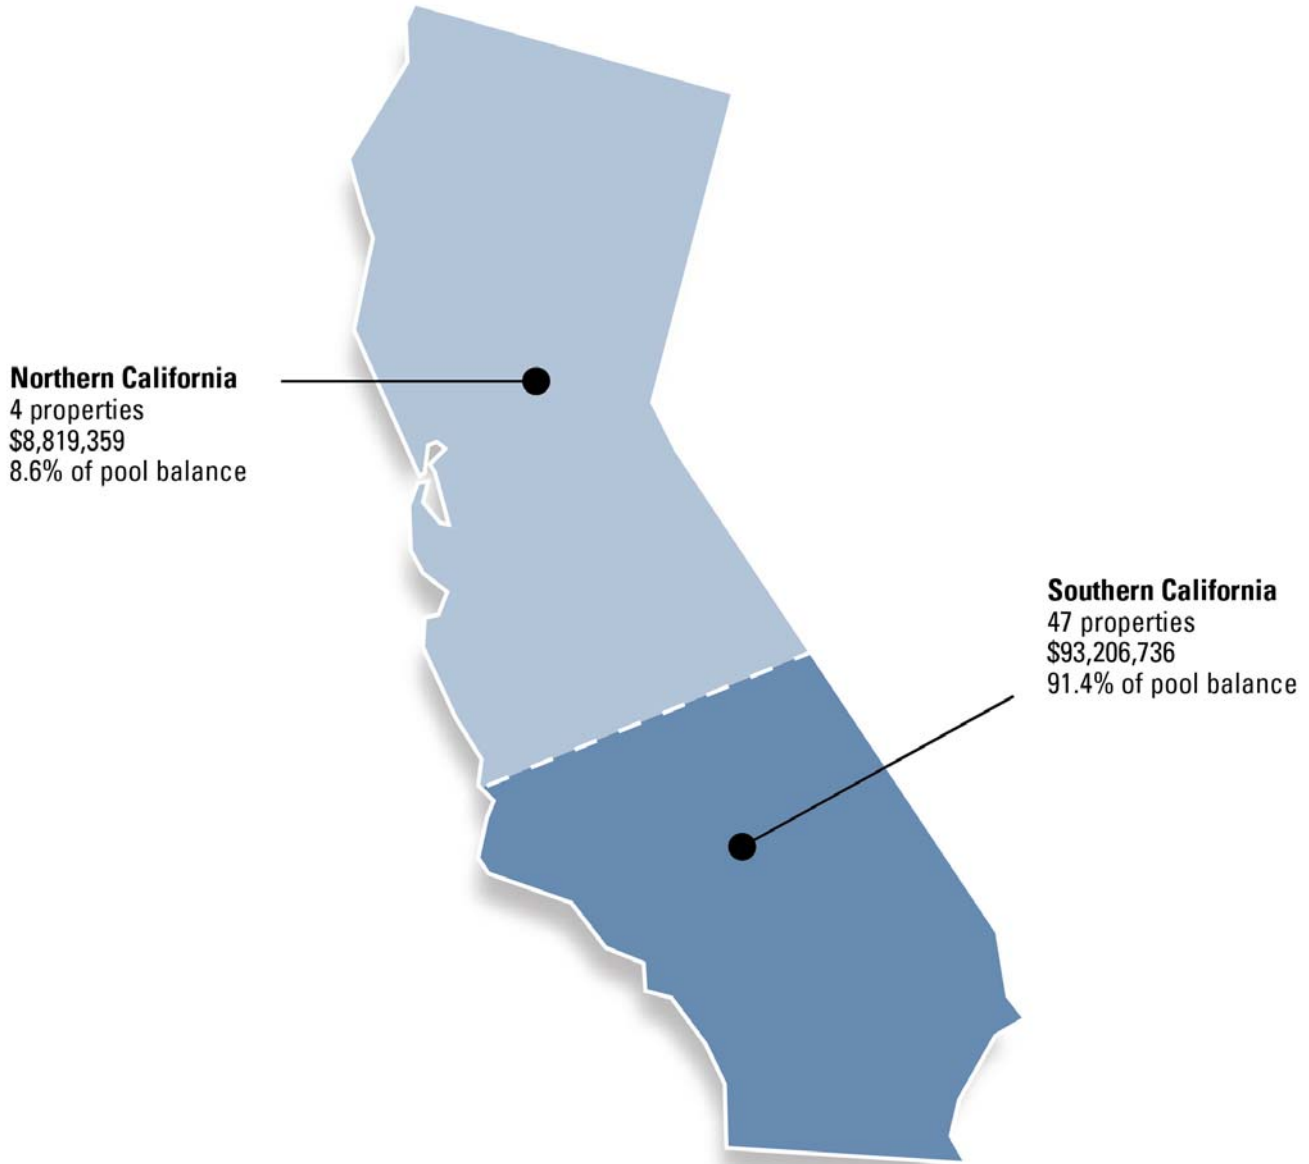 Northern California
4 properties
$8,819,359
8.6% of pool balance
Southern California
47 properties
$93,206,736
91.4% of pool balance